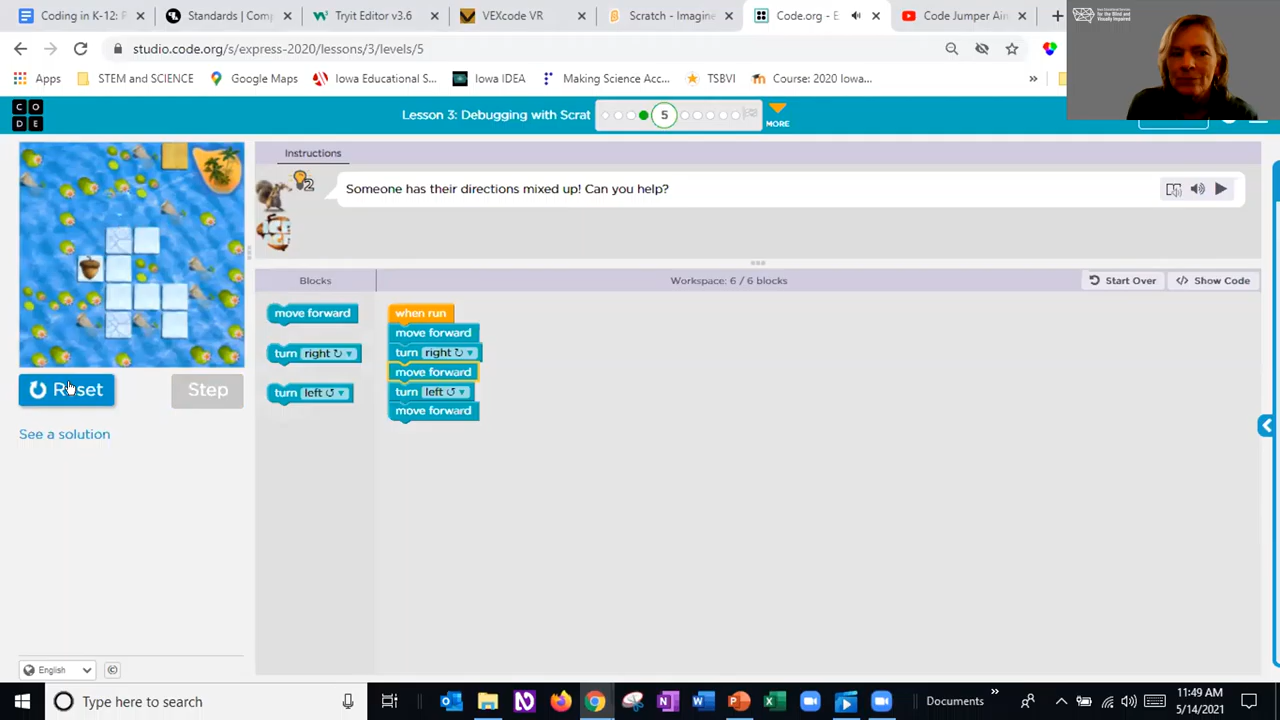 Coding in K-12: F
Standards | Comp
Tryit Editor v3.6
VEXcode VR
Scratch - Imagine
Code.org - E
Code Jumper Ain
studio.code.org/s/express-2020/lessons/3/levels/5
Apps
STEM and SCIENCE
Google Maps
Iowa Educational S...
Iowa IDEA
Making Science Acc...
TSBVI
Course: 2020 Iowa...
C O
D E
Lesson 3: Debugging with Scrat
5
MORE
Instructions
2
Someone has their directions mixed up! Can you help?
Blocks
Workspace: 6 / 6 blocks
Start Over
</> Show Code
move forward
turn right
turn left
when run
move forward
turn right
move forward
turn left
move forward
Reset
Step
See a solution
English
Type here to search
Documents
11:49 AM
5/14/2021